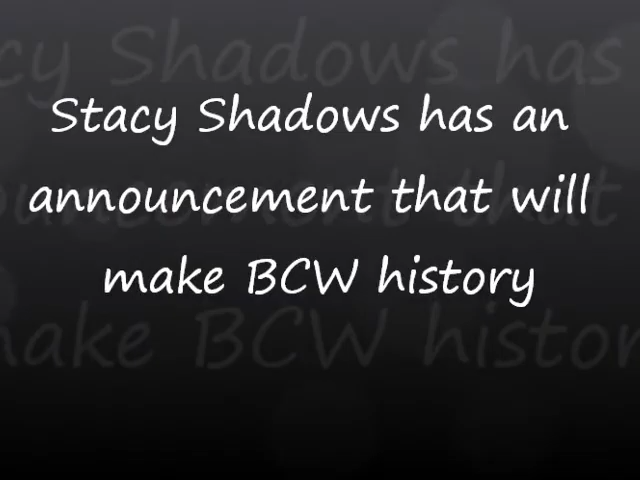 Stacy Shadows has an
announcement that will
make BCW history